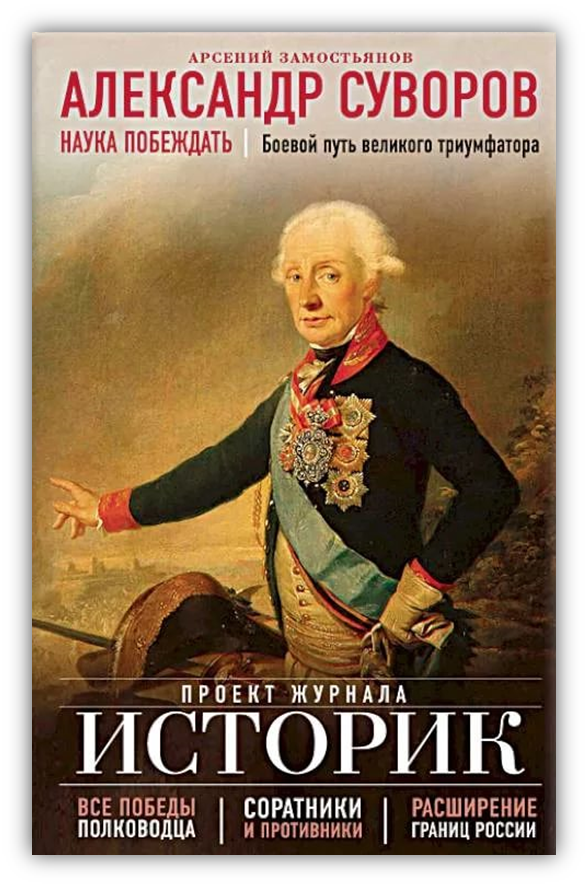 АРСЕНИЙ ЗАМОСТЬЯНОВ
АЛЕКСАНДР СУВОРОВ
НАУКА ПОБЕЖДАТЬ | Боевой путь великого триумфатора
ПРОЕКТ ЖУРНАЛА
ИСТОРИК
ВСЕ ПОБЕДЫ
ПОЛКОВОДЦА
СОРАТНИКИ
И ПРОТИВНИКИ
РАСШИРЕНИЕ
ГРАНИЦ РОССИИ